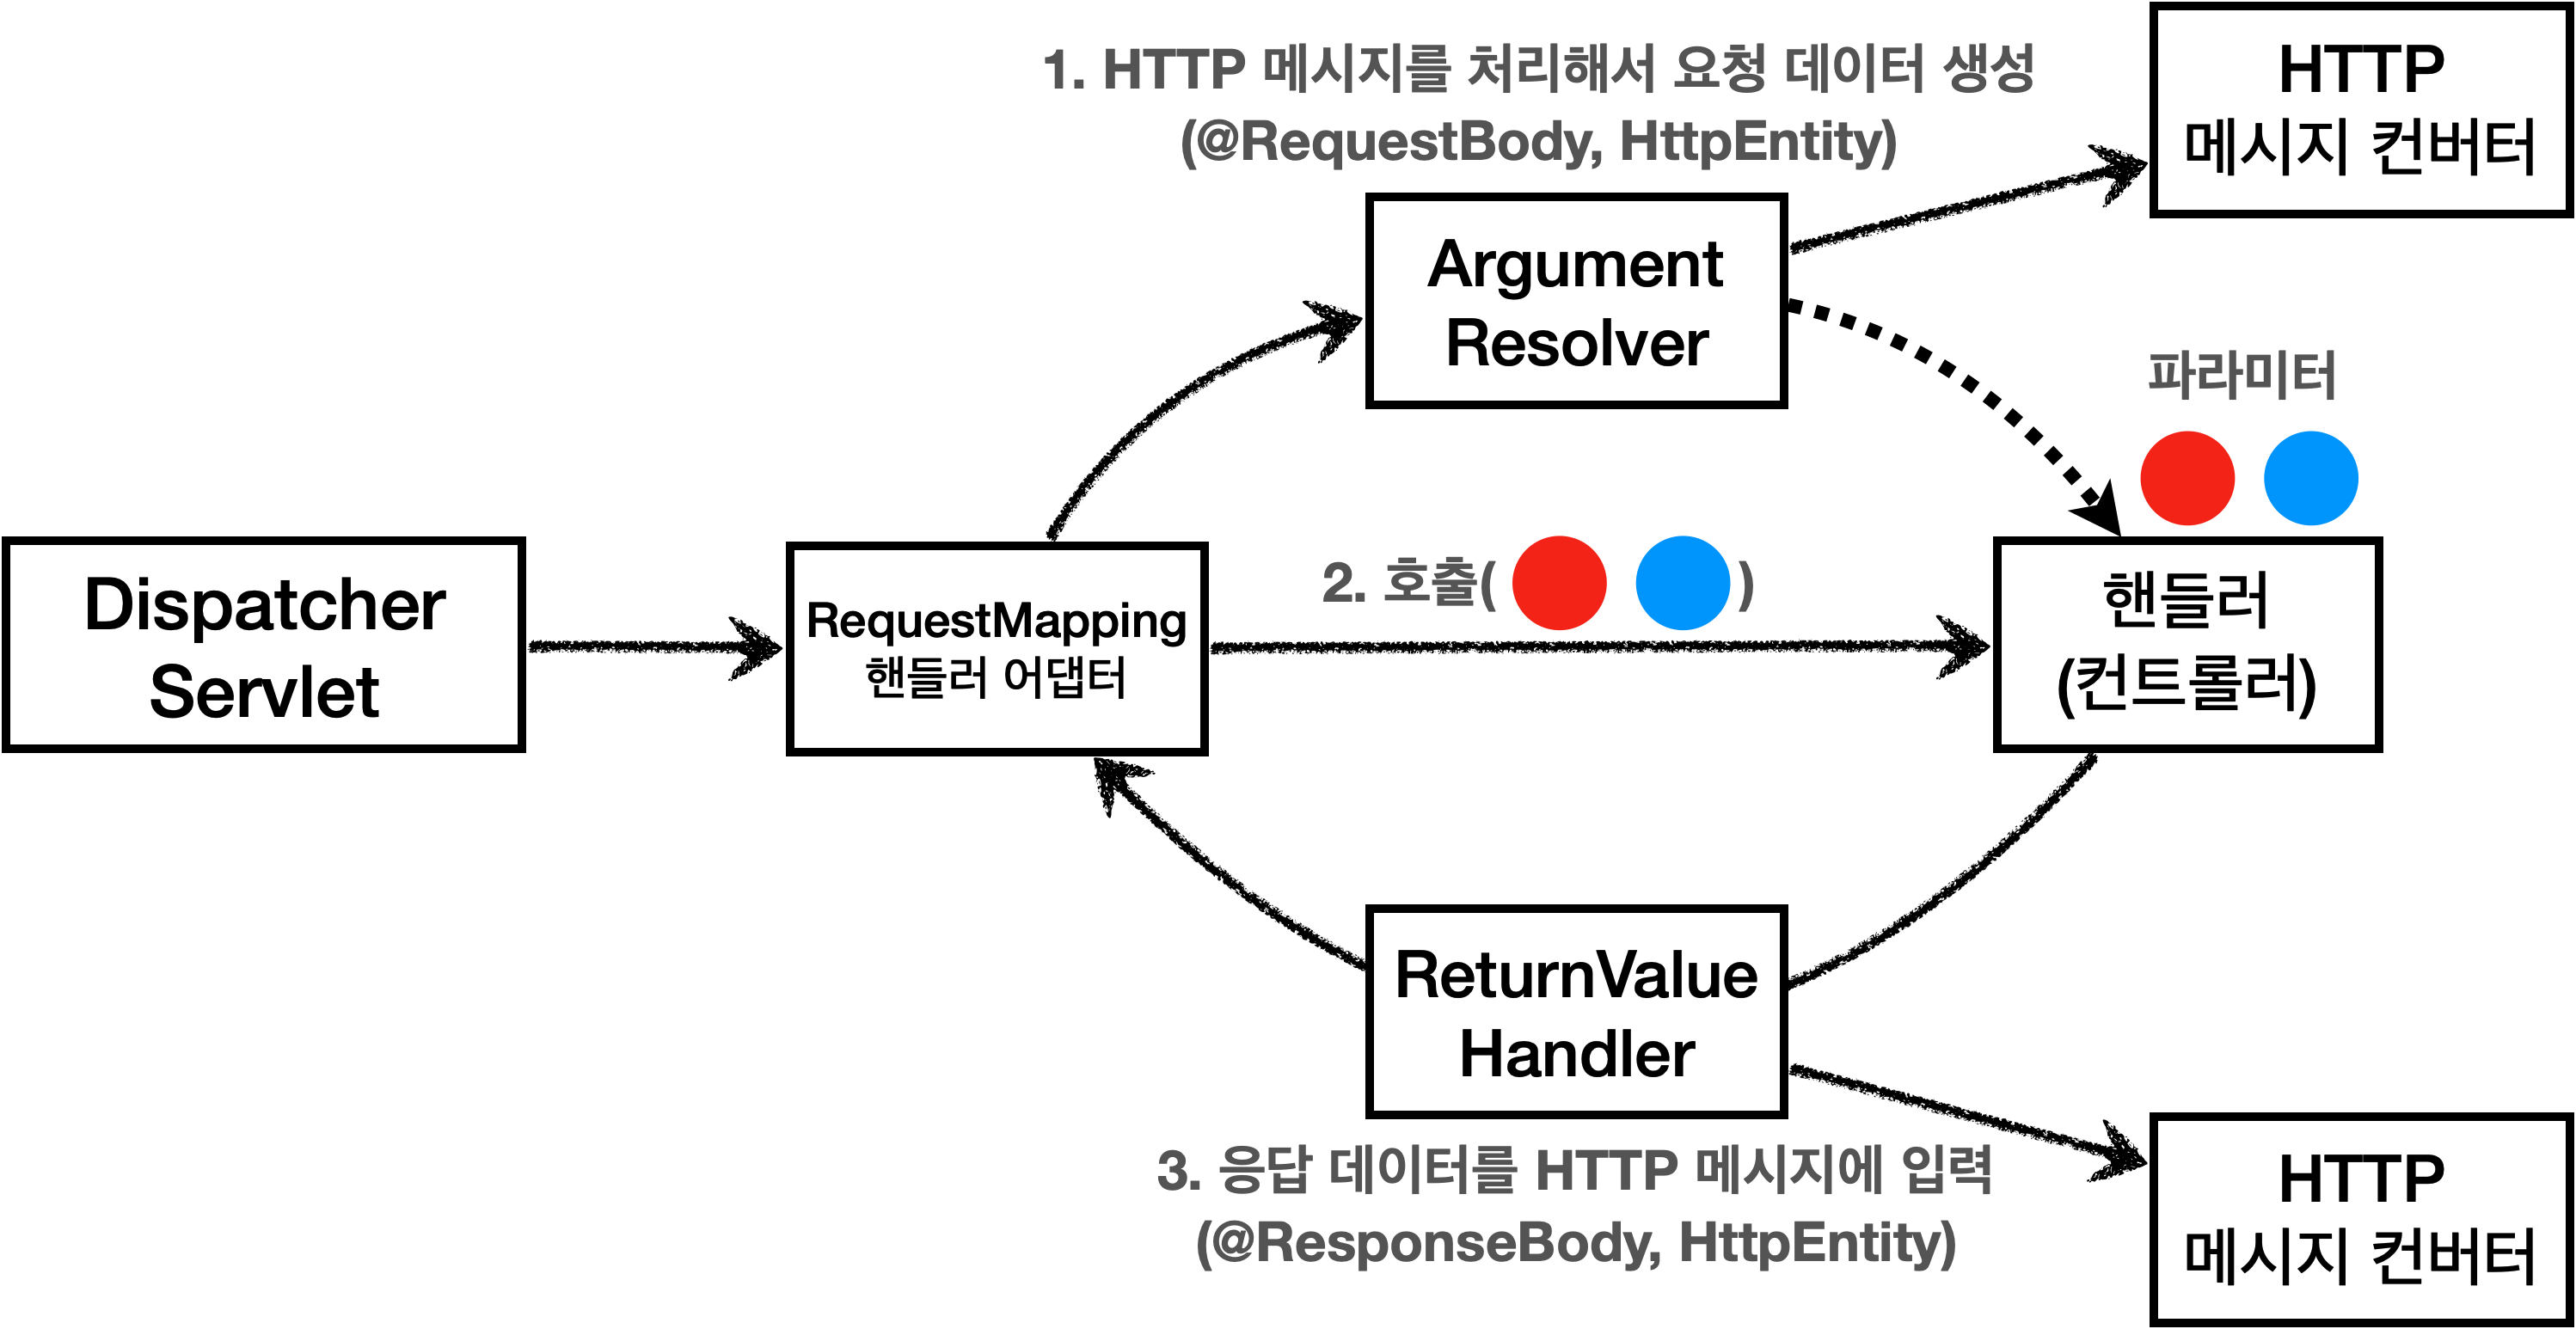 1. HTTP 메시지를 처리해서 요청 데이터 생성
(@RequestBody, HttpEntity)
HTTP
메시지 컨버터
Argument
Resolver
파라미터
Dispatcher
Servlet
RequestMapping
핸들러 어댑터
2. 호출( )
핸들러
(컨트롤러)
ReturnValue
Handler
3. 응답 데이터를 HTTP 메시지에 입력
(@ResponseBody, HttpEntity)
HTTP
메시지 컨버터